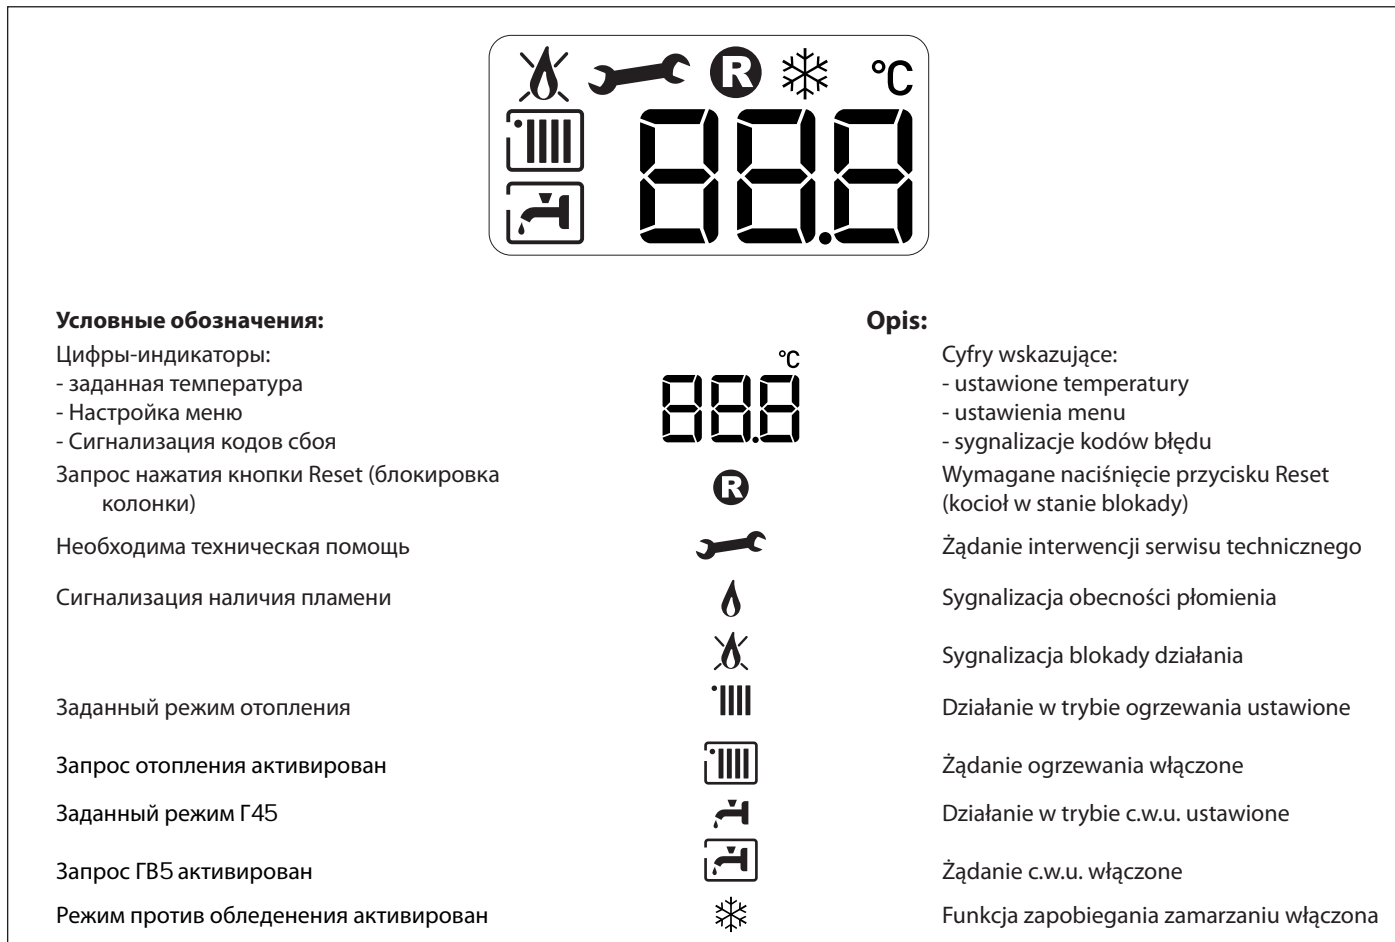 R °C
88.8
Условные обозначения:
Цифры-индикаторы:
- заданная температура
- Настройка меню
- Сигнализация кодов сбоя
Запрос нажатия кнопки Reset (блокировка
колонки)
Необходима техническая помощь
Сигнализация наличия пламени
Заданный режим отопления
Запрос отопления активирован
Заданный режим Г45
Запрос ГВ5 активирован
Режим против обледенения активирован
°C
88.8
R
Opis:
Cyfry wskazujące:
- ustawione temperatury
- ustawienia menu
- sygnalizacje kodów błędu
Wymagane naciśnięcie przycisku Reset
(kocioł w stanie blokady)
Żądanie interwencji serwisu technicznego
Sygnalizacja obecności płomienia
Sygnalizacja blokady działania
Działanie w trybie ogrzewania ustawione
Żądanie ogrzewania włączone
Działanie w trybie c.w.u. ustawione
Żądanie c.w.u. włączone
Funkcja zapobiegania zamarzaniu włączona